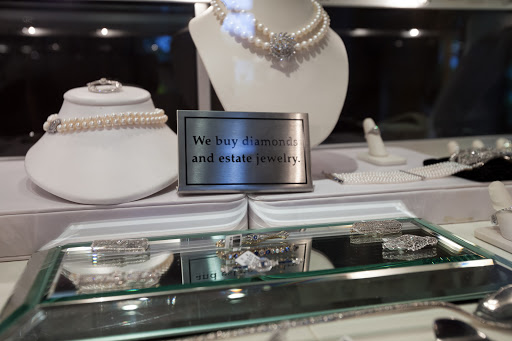 We buy diamonds
and estate jewelry.